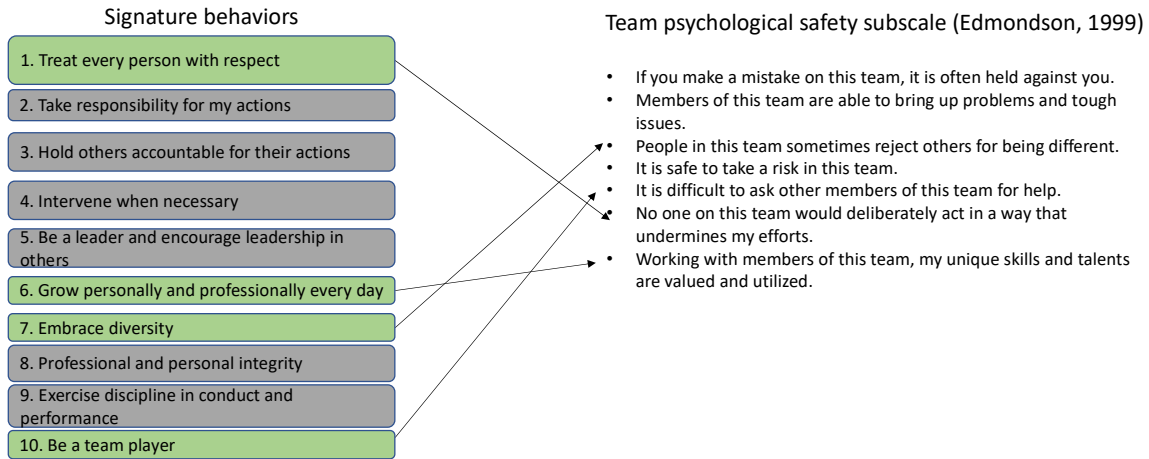 Signature behaviors
1. Treat every person with respect
2. Take responsibility for my actions
3. Hold others accountable for their actions
4. Intervene when necessary
5. Be a leader and encourage leadership in
others
6. Grow personally and professionally every day
7. Embrace diversity
8. Professional and personal integrity
9. Exercise discipline in conduct and
performance
10. Be a team player
Team psychological safety subscale (Edmondson, 1999)
• If you make a mistake on this team, it is often held against you.
• Members of this team are able to bring up problems and tough
issues.
• People in this team sometimes reject others for being different.
• It is safe to take a risk in this team.
• It is difficult to ask other members of this team for help.
• No one on this team would deliberately act in a way that
undermines my efforts.
• Working with members of this team, my unique skills and talents
are valued and utilized.